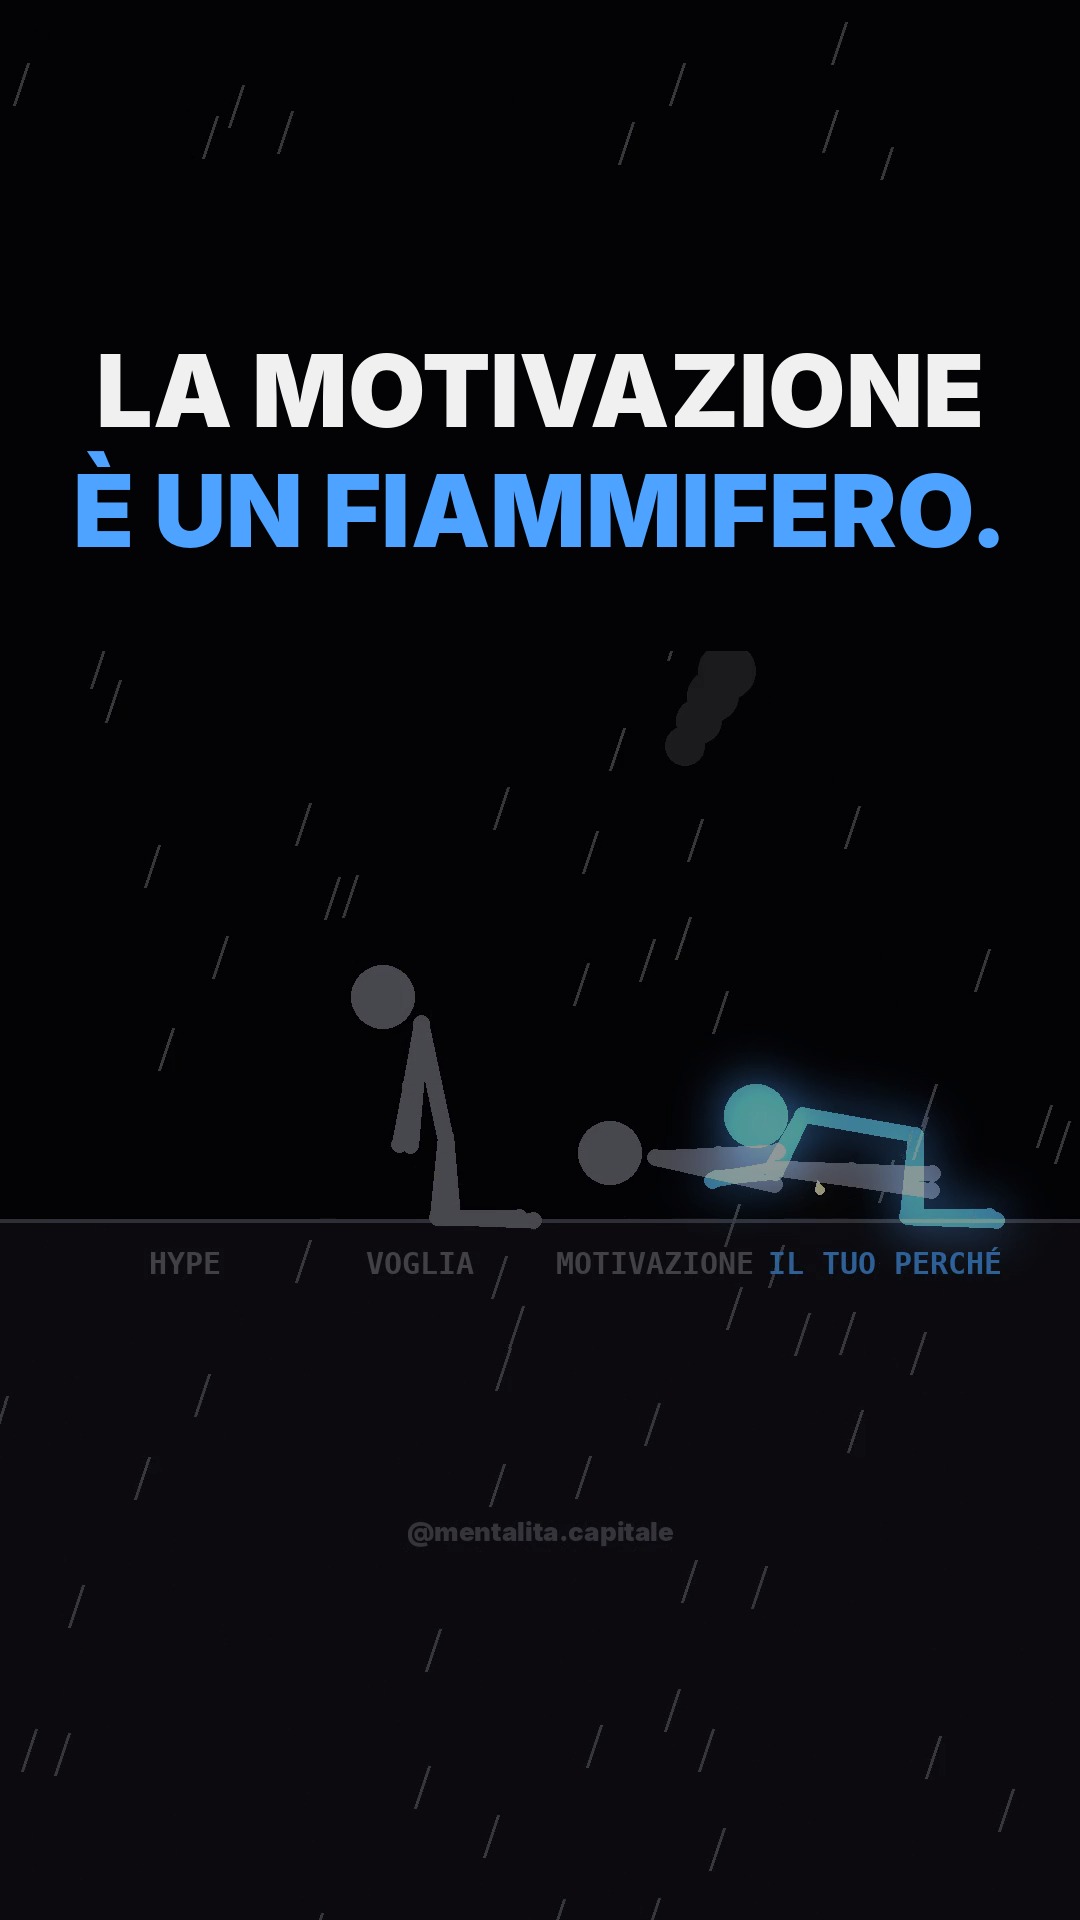 LA MOTIVAZIONE
È UN FIAMMIFERO.
HYPE VOGLIA MOTIVAZIONE IL TUO PERCHÉ
@mentalita.capitale